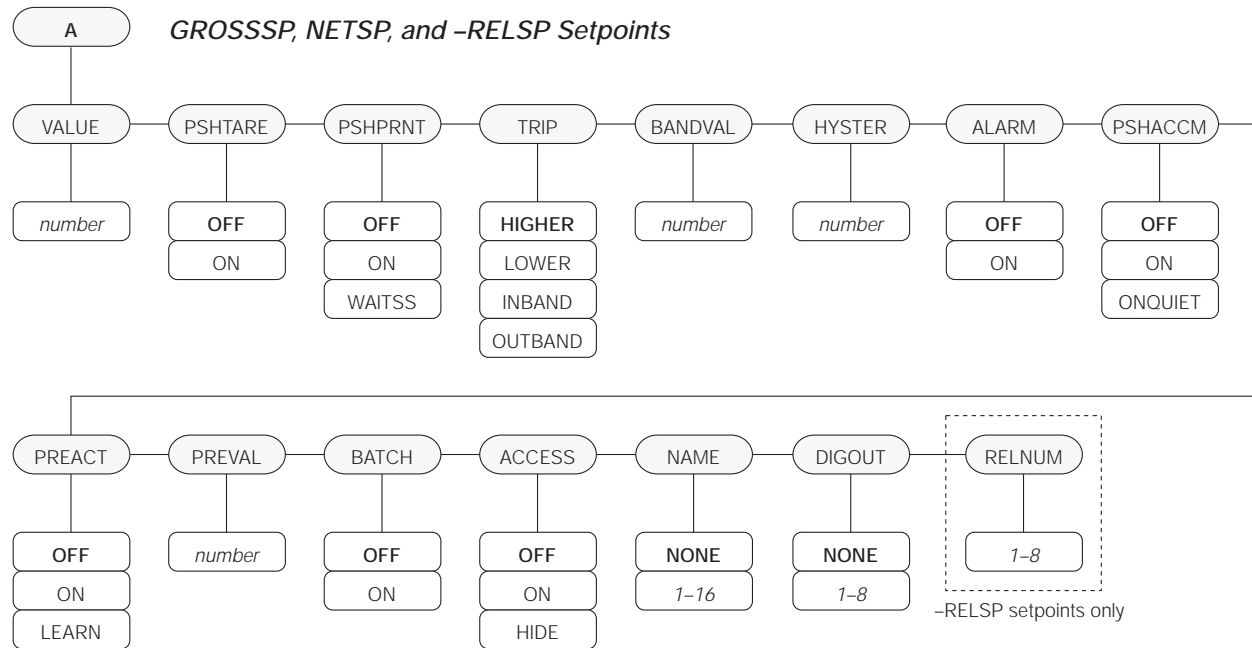 A GROSSSP, NETSP, and –RELSP Setpoints
VALUE PSHTARE PSHPRNT TRIP BANDVAL HYSTER ALARM PSHACCM
number OFF OFF HIGHER number number OFF OFF
ON ON LOWER ON ON
WAITSS INBAND ONQUIET
OUTBAND
PREACT PREVAL BATCH ACCESS NAME DIGOUT RELNUM
OFF number OFF OFF NONE NONE 1–8
ON ON ON 1–16 1–8
–RELSP setpoints only
LEARN HIDE